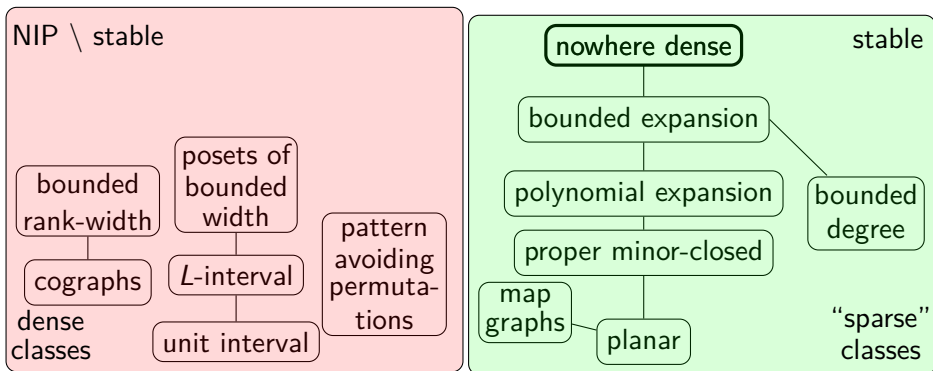 NIP \ stable
posets of
bounded
width
bounded
rank-width
pattern
avoiding
permuta-
tions
cographs
L-interval
unit interval
dense
classes
nowhere dense
stable
bounded expansion
polynomial expansion
bounded
degree
proper minor-closed
map
graphs
planar
“sparse”
classes